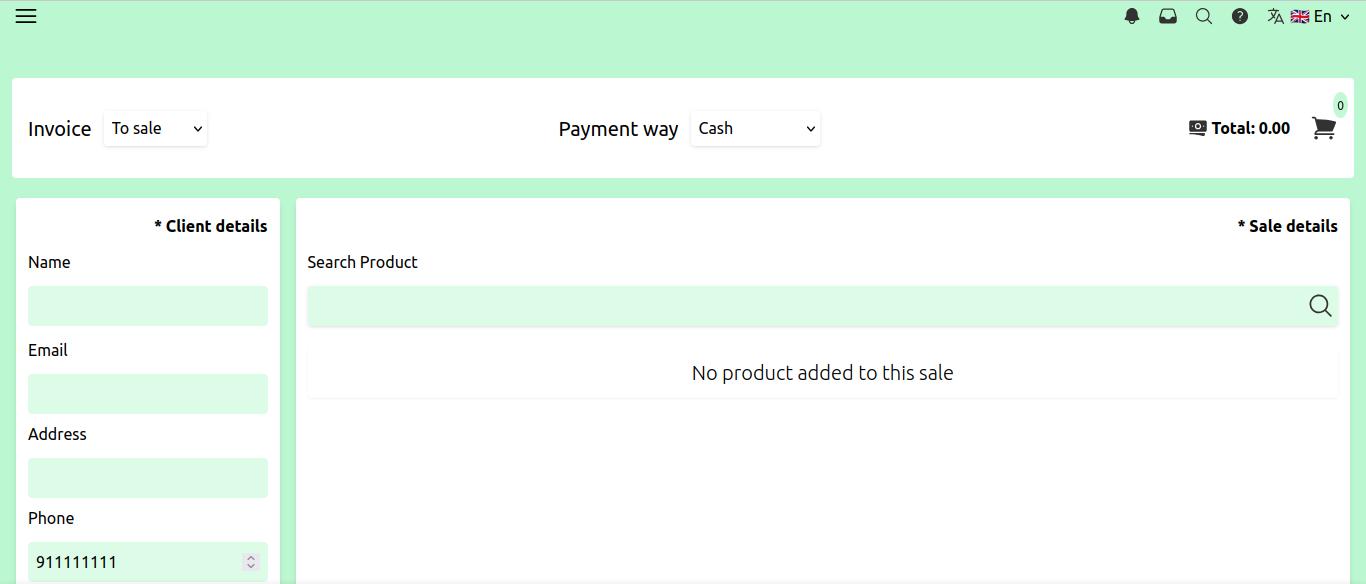 En
0
Invoice To sale Payment way Cash Total: 0.00
* Client details
Name
Email
Address
Phone
911111111
* Sale details
Search Product
No product added to this sale